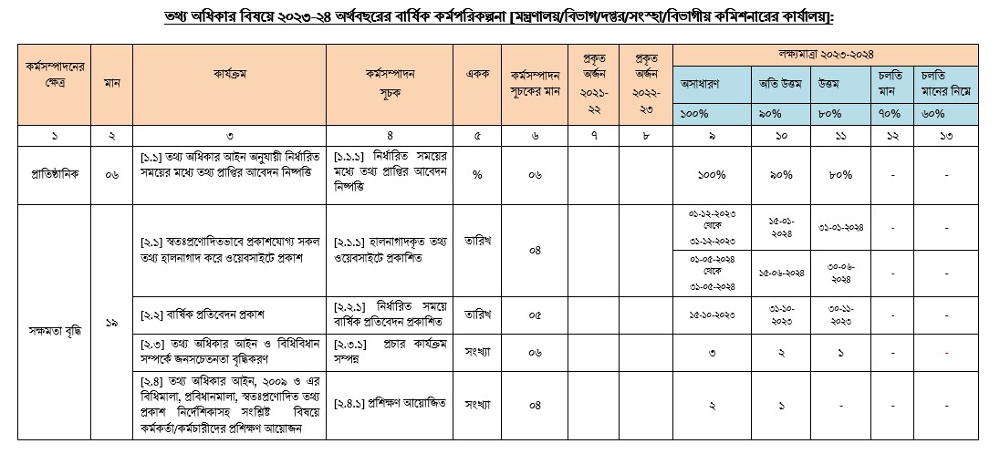 তথ্য অধিকার বিষয়ে ২০২৩-২৪ অর্থবছরের বার্ষিক কর্মপরিকল্পনা [মন্ত্রণালয়/বিভাগ/দপ্তর/সংস্থা/বিভাগীয় কমিশনারের কার্যালয়]:
কর্মসম্পাদনের
ক্ষেত্র
মান
কার্যক্রম
কর্মসম্পাদন
সূচক
একক
কর্মসম্পাদন
সূচকের মান
প্রকৃত
অর্জন
২০২১-
২২
প্রকৃত
অর্জন
২০২২-
২৩
লক্ষ্যমাত্রা ২০২৩-২০২৪
অসাধারণ
অতি উত্তম
উত্তম
চলতি
মান
চলতি
মানের নিম্নে
১০০%
৯০%
৮০%
৭০%
৬০%
১ ২ ৩ ৪ ৫ ৬ ৭ ৮ ৯ ১০ ১১ ১২ ১৩
প্রাতিষ্ঠানিক
০৬
[১.১] তথ্য অধিকার আইন অনুযায়ী নির্ধারিত
সময়ের মধ্যে তথ্য প্রাপ্তির আবেদন নিষ্পত্তি
[১.১.১] নির্ধারিত সময়ের
মধ্যে তথ্য প্রাপ্তির আবেদন
নিষ্পত্তি
%
০৬
১০০%
৯০%
৮০%
-
-
সক্ষমতা বৃদ্ধি
১৯
[২.১] স্বতঃপ্রণোদিতভাবে প্রকাশযোগ্য সকল
তথ্য হালনাগাদ করে ওয়েবসাইটে প্রকাশ
[২.১.১] হালনাগাদকৃত তথ্য
ওয়েবসাইটে প্রকাশিত
তারিখ
০৪
০১-১২-২০২৩
থেকে
৩১-১২-২০২৩
১৫-০১-
২০২৪
৩১-০১-২০২৪
-
-
০১-০৫-২০২৪
থেকে
৩১-০৫-২০২৪
১৫-০৬-২০২৪
৩০-০৬-
২০২৪
-
-
[২.২] বার্ষিক প্রতিবেদন প্রকাশ
[২.২.১] নির্ধারিত সময়ে
বার্ষিক প্রতিবেদন প্রকাশিত
তারিখ
০৫
১৫-১০-২০২৩
৩১-১০-
২০২৩
৩০-১১-
২০২৩
-
-
[২.৩] তথ্য অধিকার আইন ও বিধিবিধান
সম্পর্কে জনসচেতনতা বৃদ্ধিকরণ
[২.৩.১] প্রচার কার্যক্রম
সম্পন্ন
সংখ্যা
০৬
৩
২
১
-
-
[২.৪] তথ্য অধিকার আইন, ২০০৯ ও এর
বিধিমালা, প্রবিধানমালা, স্বতঃপ্রণোদিত তথ্য
প্রকাশ নির্দেশিকাসহ সংশ্লিষ্ট বিষয়ে
কর্মকর্তা/কর্মচারীদের প্রশিক্ষণ আয়োজন
[২.৪.১] প্রশিক্ষণ আয়োজিত
সংখ্যা
০৪
২
১
-
-
-